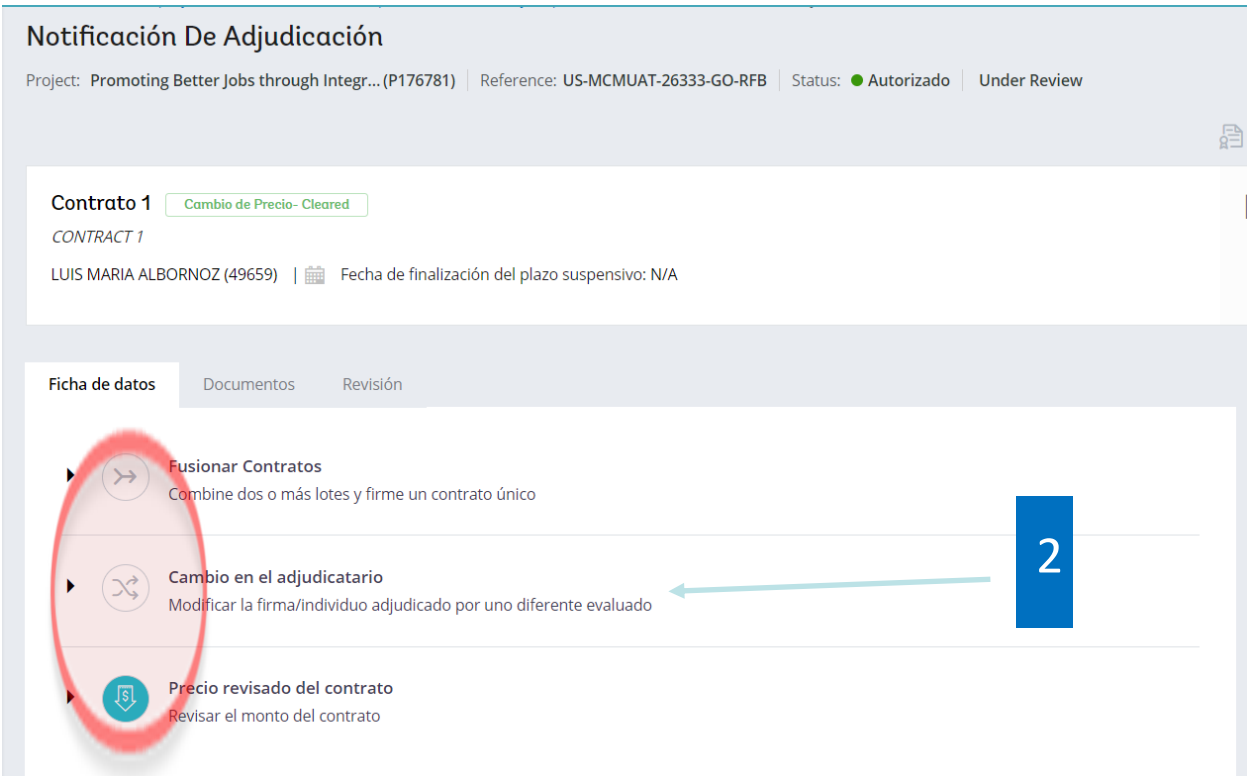 Notificación De Adjudicación
Project: Promoting Better Jobs through Integr... (P176781) Reference: US-MCMUAT-26333-GO-RFB Status: Autorizado Under Review
Contrato 1 Cambio de Precio- Cleared
CONTRACT 1
LUIS MARIA ALBORNOZ (49659) | Fecha de finalización del plazo suspensivo: N/A
Ficha de datos Documentos Revisión
Fusionar Contratos
Combine dos o más lotes y firme un contrato único
2
Cambio en el adjudicatario
Modificar la firma/individuo adjudicado por uno diferente evaluado
Precio revisado del contrato
Revisar el monto del contrato